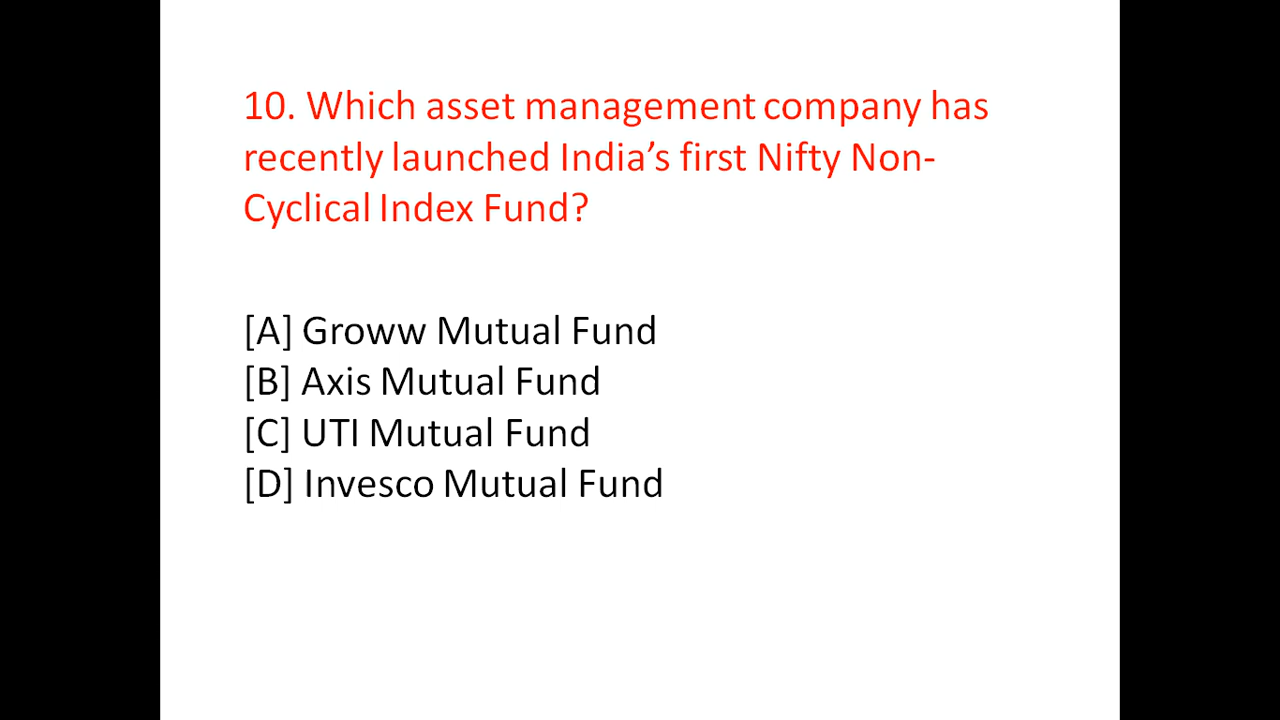 10. Which asset management company has
recently launched India’s first Nifty Non-
Cyclical Index Fund?
[A] Groww Mutual Fund
[B] Axis Mutual Fund
[C] UTI Mutual Fund
[D] Invesco Mutual Fund